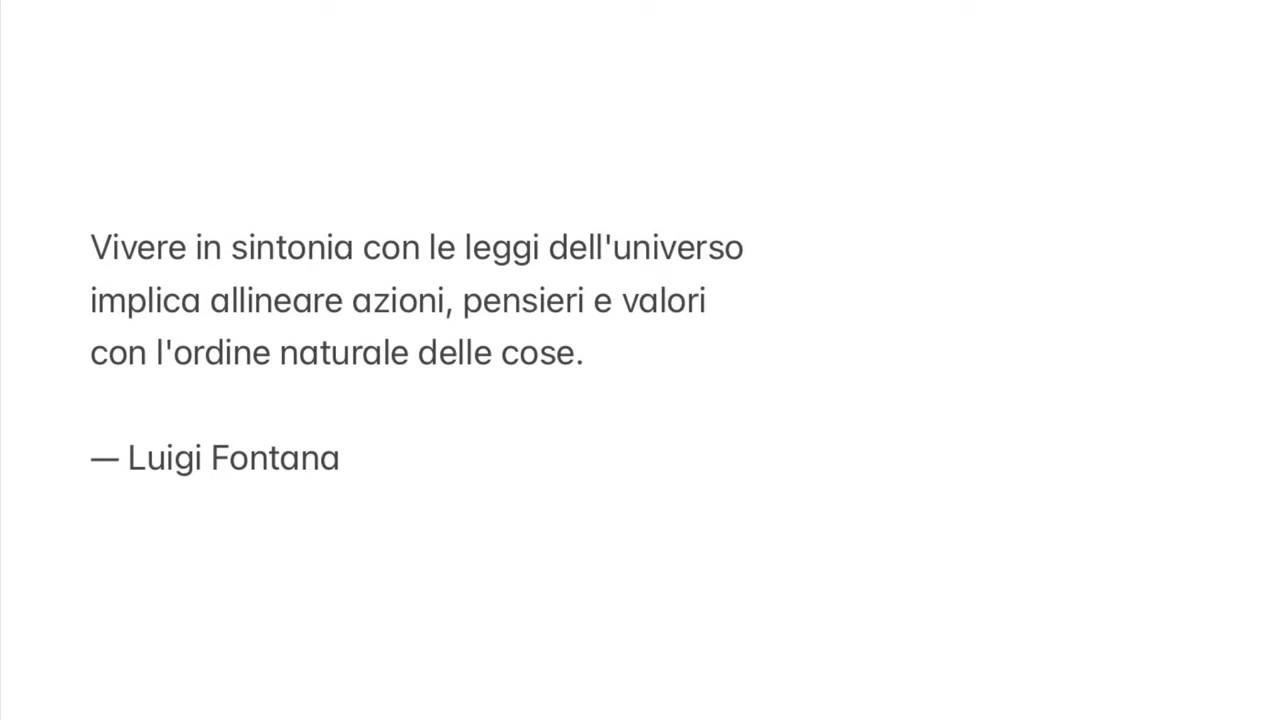 Vivere in sintonia con le leggi dell'universo
implica allineare azioni, pensieri e valori
con l'ordine naturale delle cose.
— Luigi Fontana